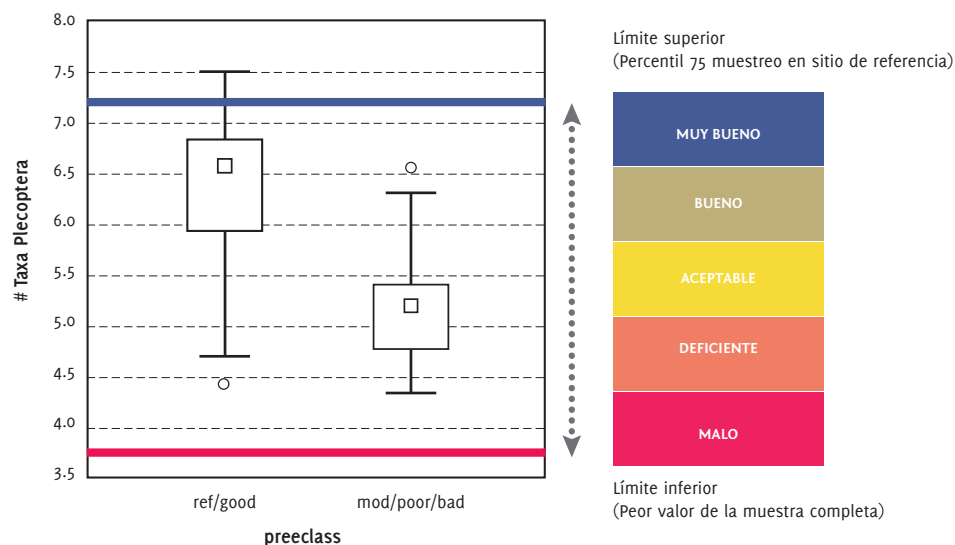 8.0
7.5
7.0
6.5
6.0
5.5
5.0
4.5
4.0
3.5
# Taxa Plecoptera
ref/good
mod/poor/bad
preeclass
Límite superior
(Percentil 75 muestreo en sitio de referencia)
MUY BUENO
BUENO
ACEPTABLE
DEFICIENTE
MALO
Límite inferior
(Peor valor de la muestra completa)